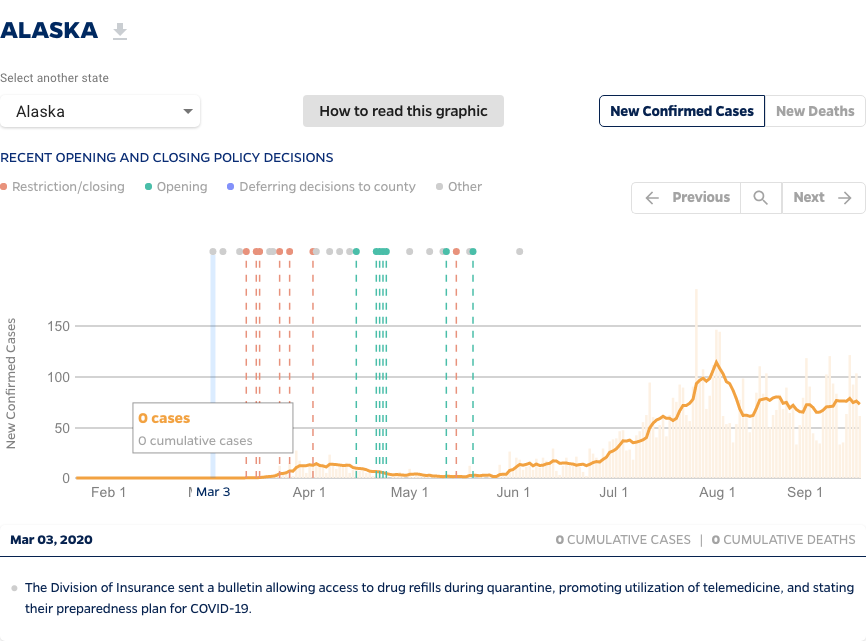 ALASKA
Select another state
Alaska
How to read this graphic
New Confirmed Cases
New Deaths
RECENT OPENING AND CLOSING POLICY DECISIONS
Restriction/closing
Opening
Deferring decisions to county
Other
Previous
Next
New Confirmed Cases
150
100
50
0
0 cases
0 cumulative cases
Feb 1
Mar 3
Apr 1
May 1
Jun 1
Jul 1
Aug 1
Sep 1
Mar 03, 2020
0 CUMULATIVE CASES | 0 CUMULATIVE DEATHS
The Division of Insurance sent a bulletin allowing access to drug refills during quarantine, promoting utilization of telemedicine, and stating
their preparedness plan for COVID-19.